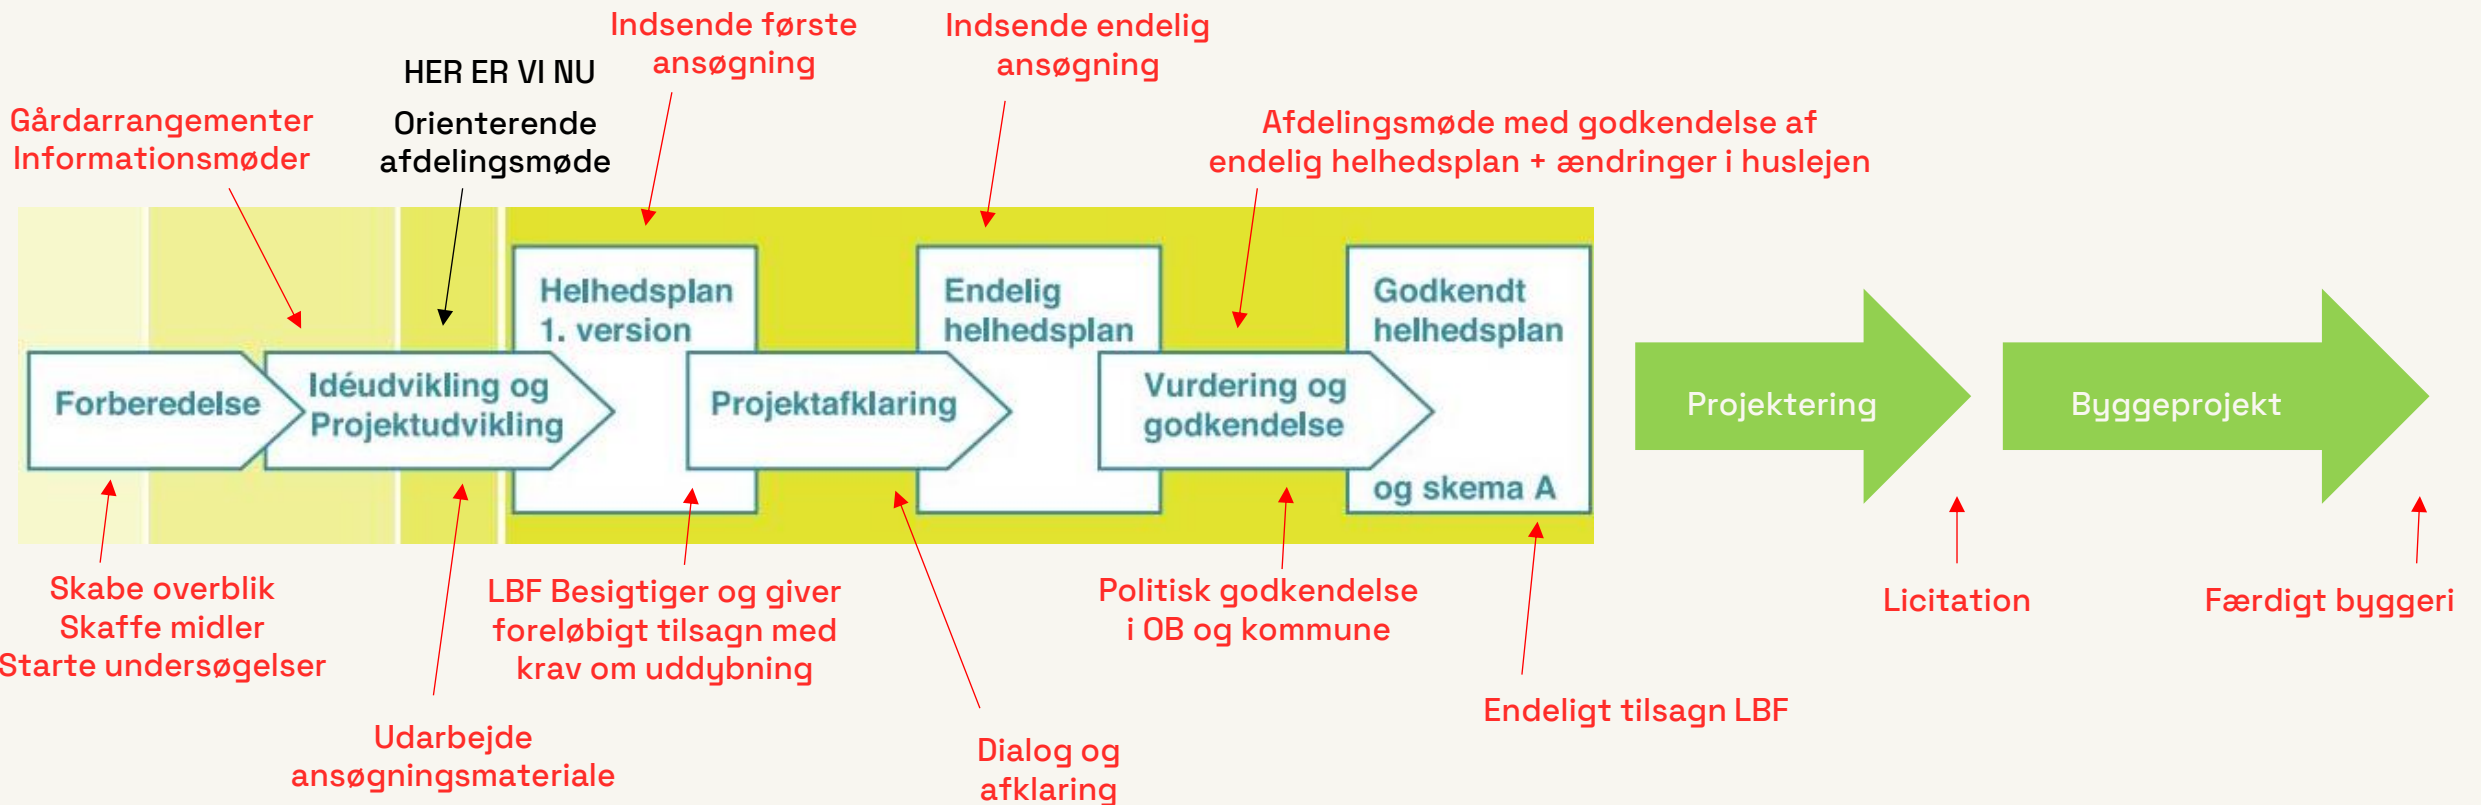 Indsende første
ansøgning
Indsende endelig
ansøgning
HER ER VI NU
Orienterende
afdelingsmøde
Gårdarrangementer
Informationsmøder
Afdelingsmøde med godkendelse af
endelig helhedsplan + ændringer i huslejen
Helhedsplan
1. version
Endelig
helhedsplan
Godkendt
helhedsplan
og skema A
Forberedelse
Idéudvikling og
Projektudvikling
Projektafklaring
Vurdering og
godkendelse
Projektering
Byggeprojekt
Skabe overblik
Skaffe midler
Starte undersøgelser
Udarbejde
ansøgningsmateriale
LBF Besigtiger og giver
foreløbigt tilsagn med
krav om uddybning
Dialog og
afklaring
Politisk godkendelse
i OB og kommune
Endeligt tilsagn LBF
Licitation
Færdigt byggeri